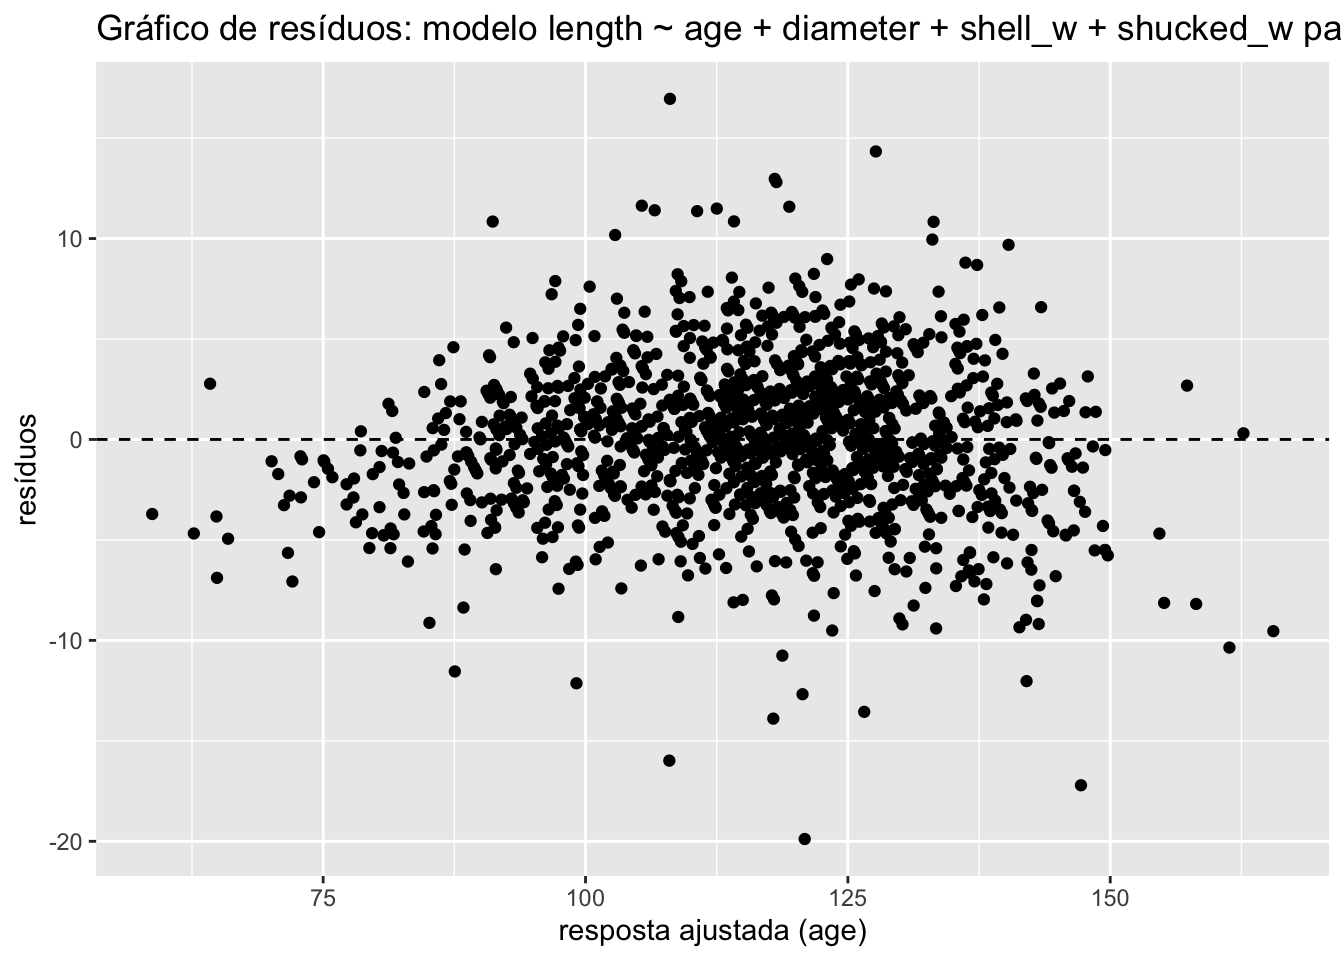 Gráfico de resíduos: modelo length ~ age + diameter + shell_w + shucked_w pa
10
0
-10
-20
resíduos
75 100 125 150
resposta ajustada (age)